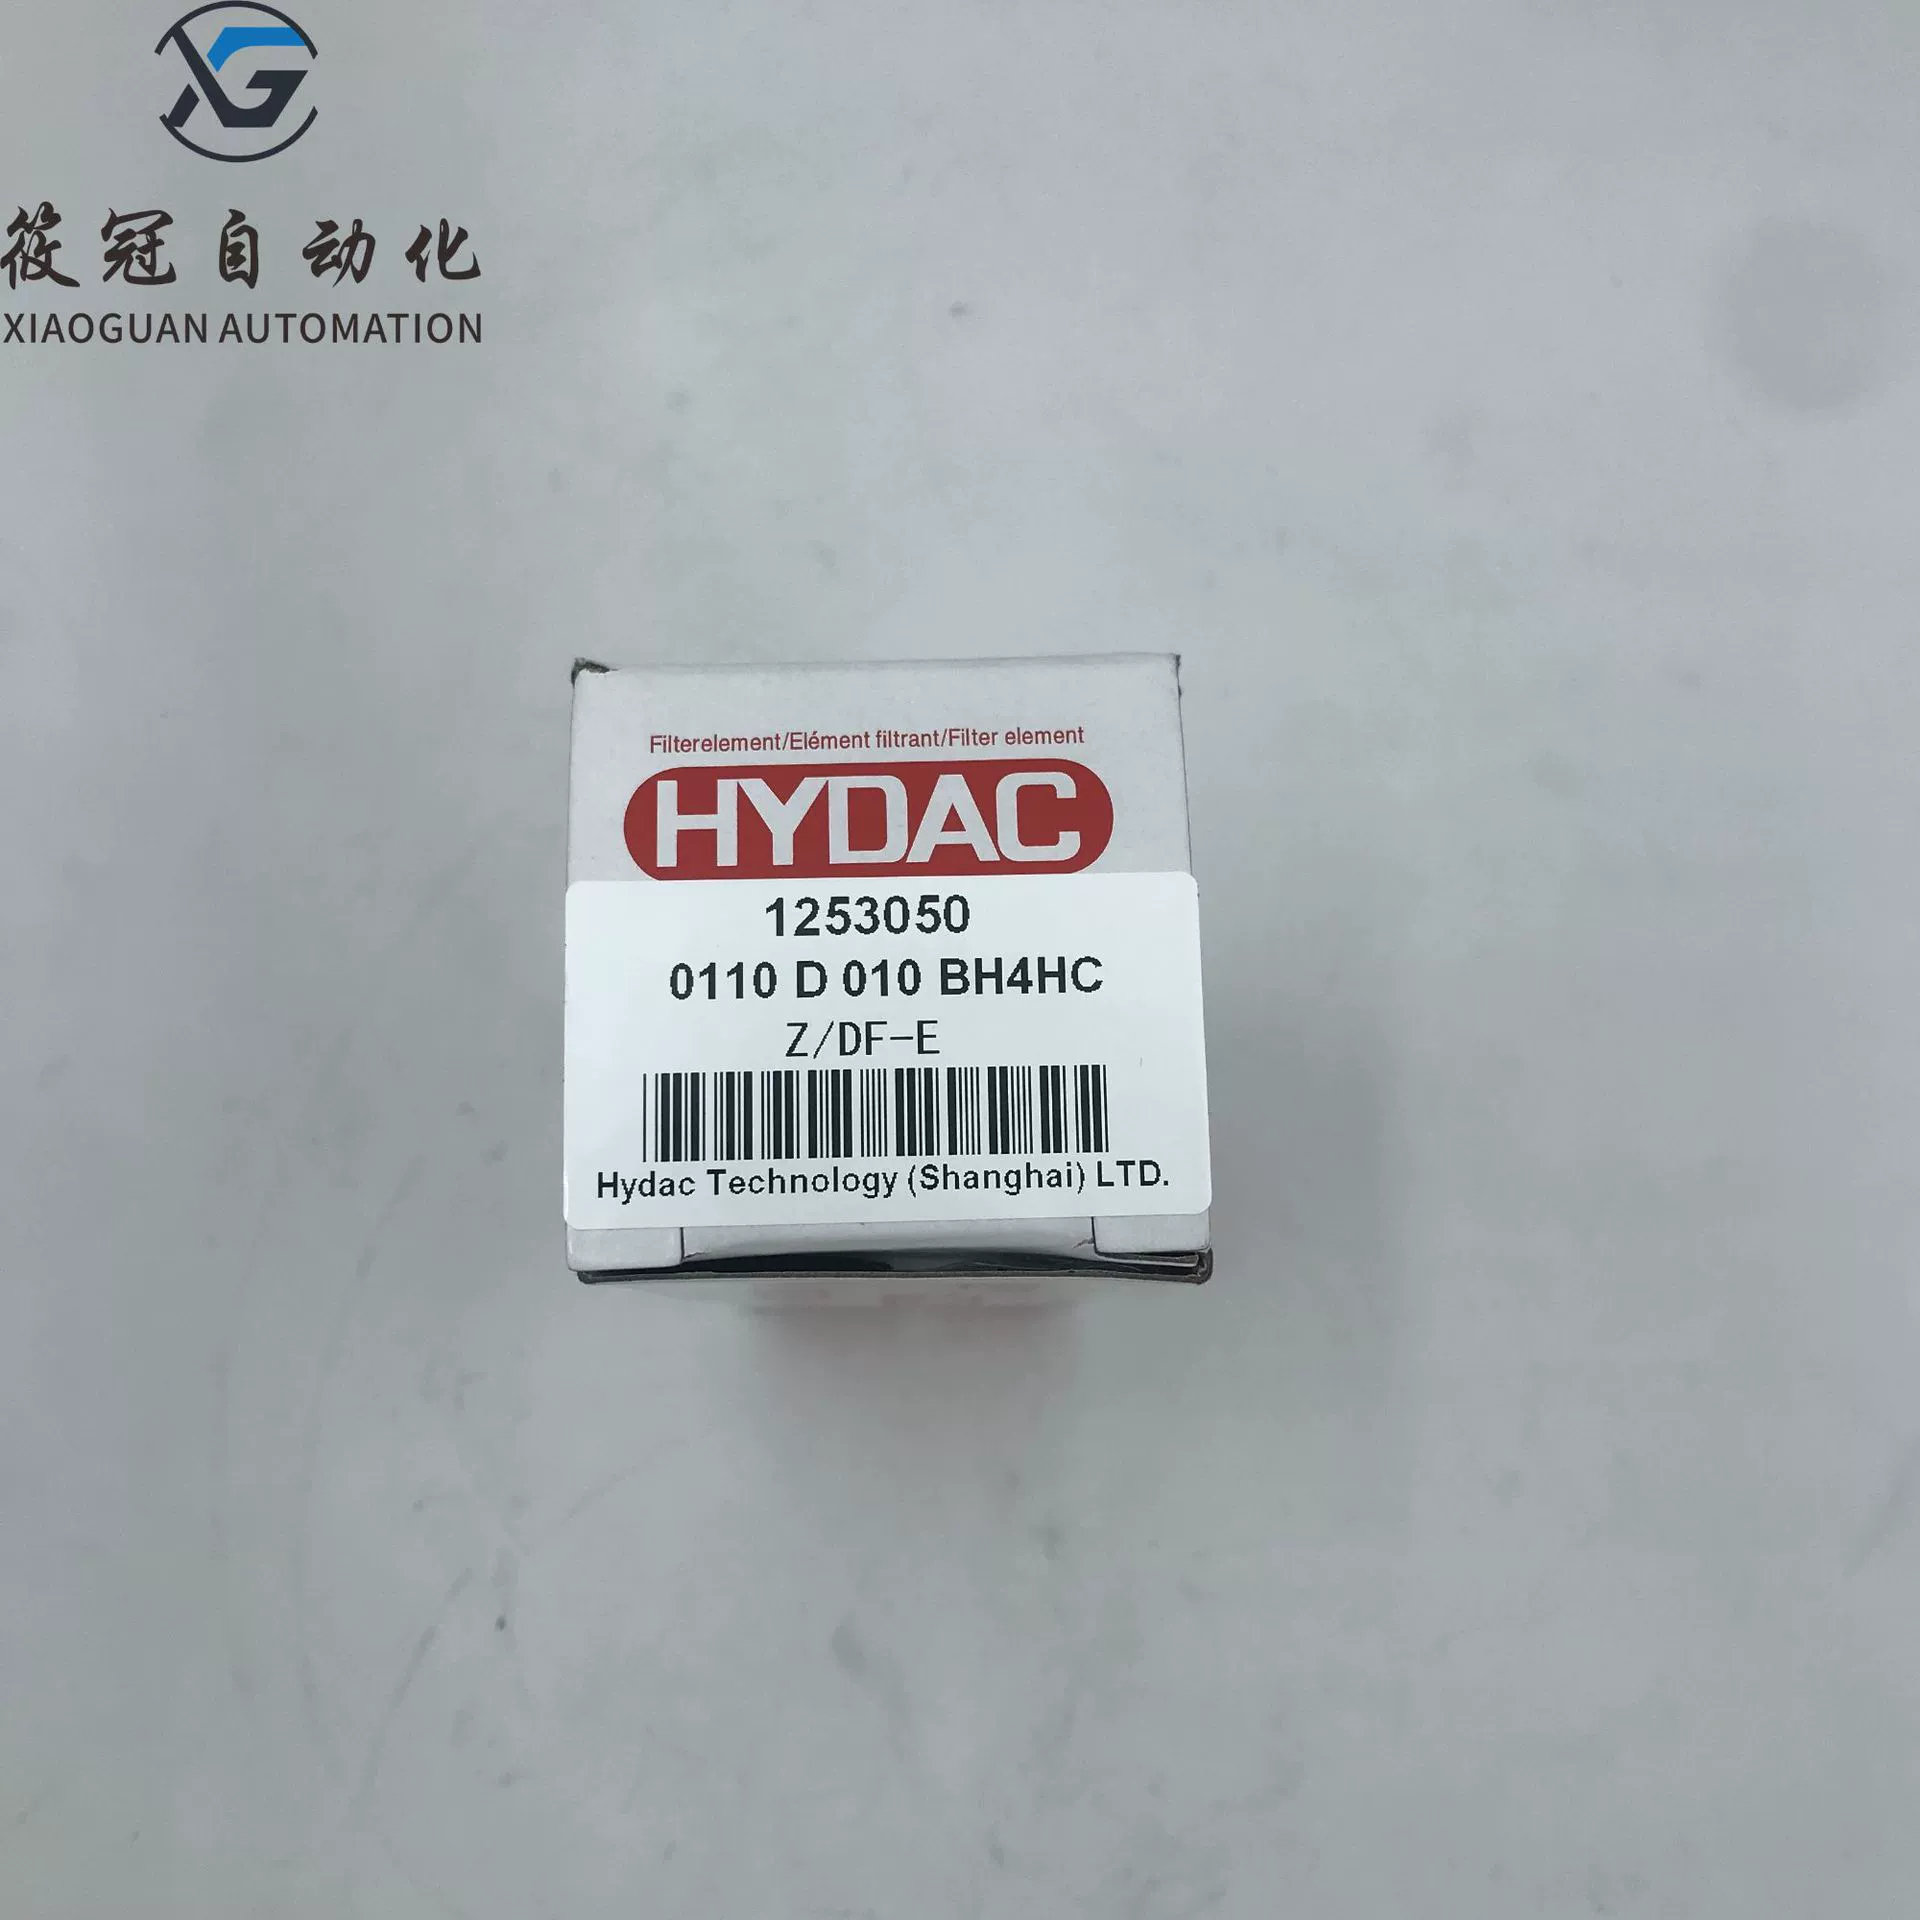 XG
筱冠自动化
XIAOGUAN AUTOMATION
Filterelement/Elément filtrant/Filter element
HYDAC
1253050
0110 D 010 BH4HC
Z/DF-E
Hydac Technology (Shanghai) LTD.